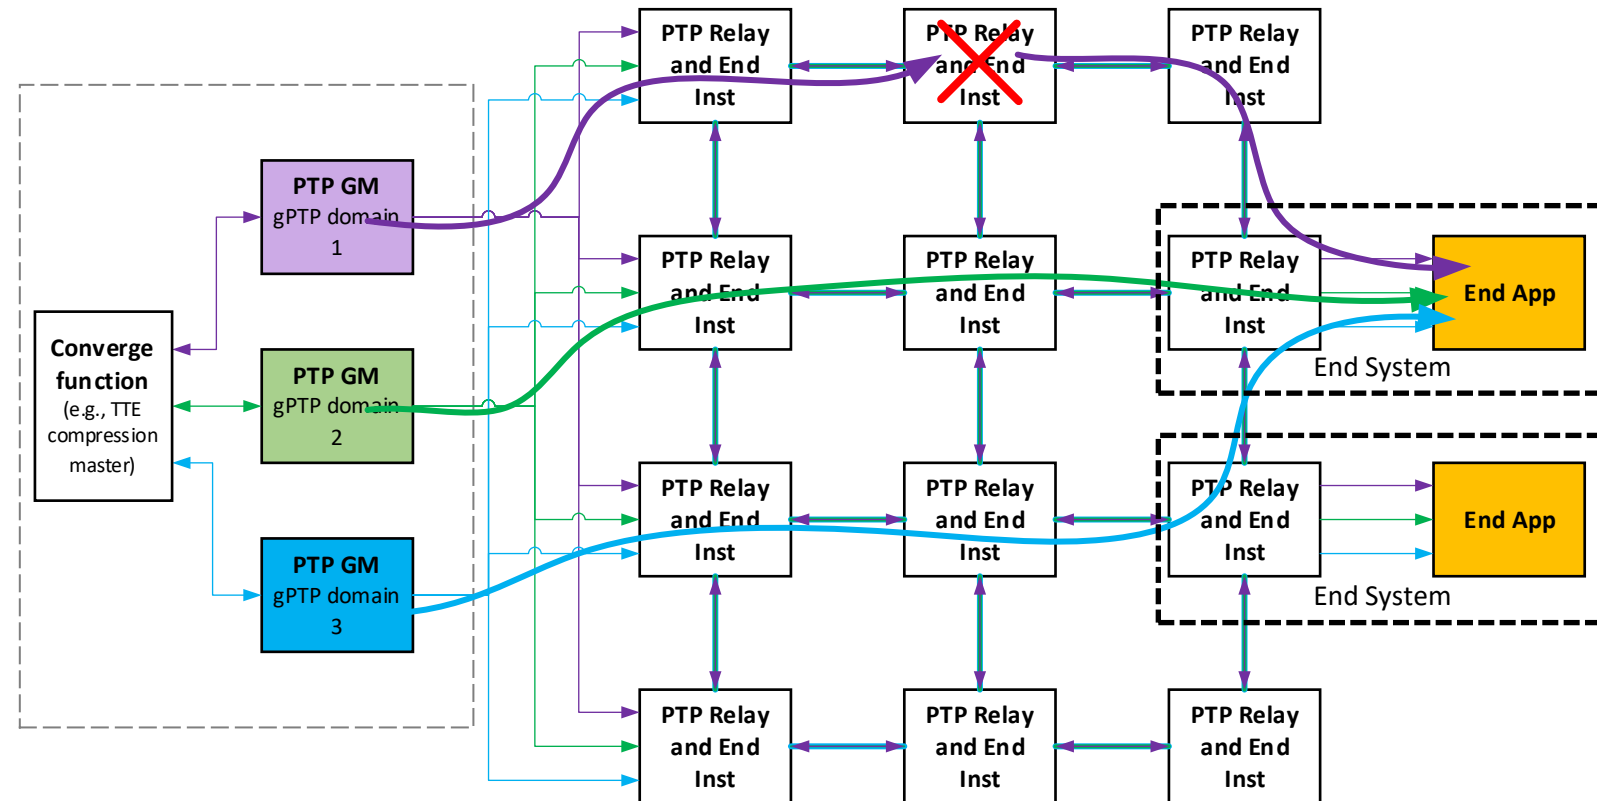 PTP Relay
and End
Inst
PTP Relay
and End
Inst
PTP Relay
and End
Inst
PTP GM
gPTP domain
1
PTP Relay
and End
Inst
PTP Relay
and End
Inst
PTP Relay
and End
Inst
End App
End System
Converge
function
(e.g., TTE
compression
master)
PTP GM
gPTP domain
2
PTP Relay
and End
Inst
PTP Relay
and End
Inst
PTP Relay
and End
Inst
End App
End System
PTP GM
gPTP domain
3
PTP Relay
and End
Inst
PTP Relay
and End
Inst
PTP Relay
and End
Inst